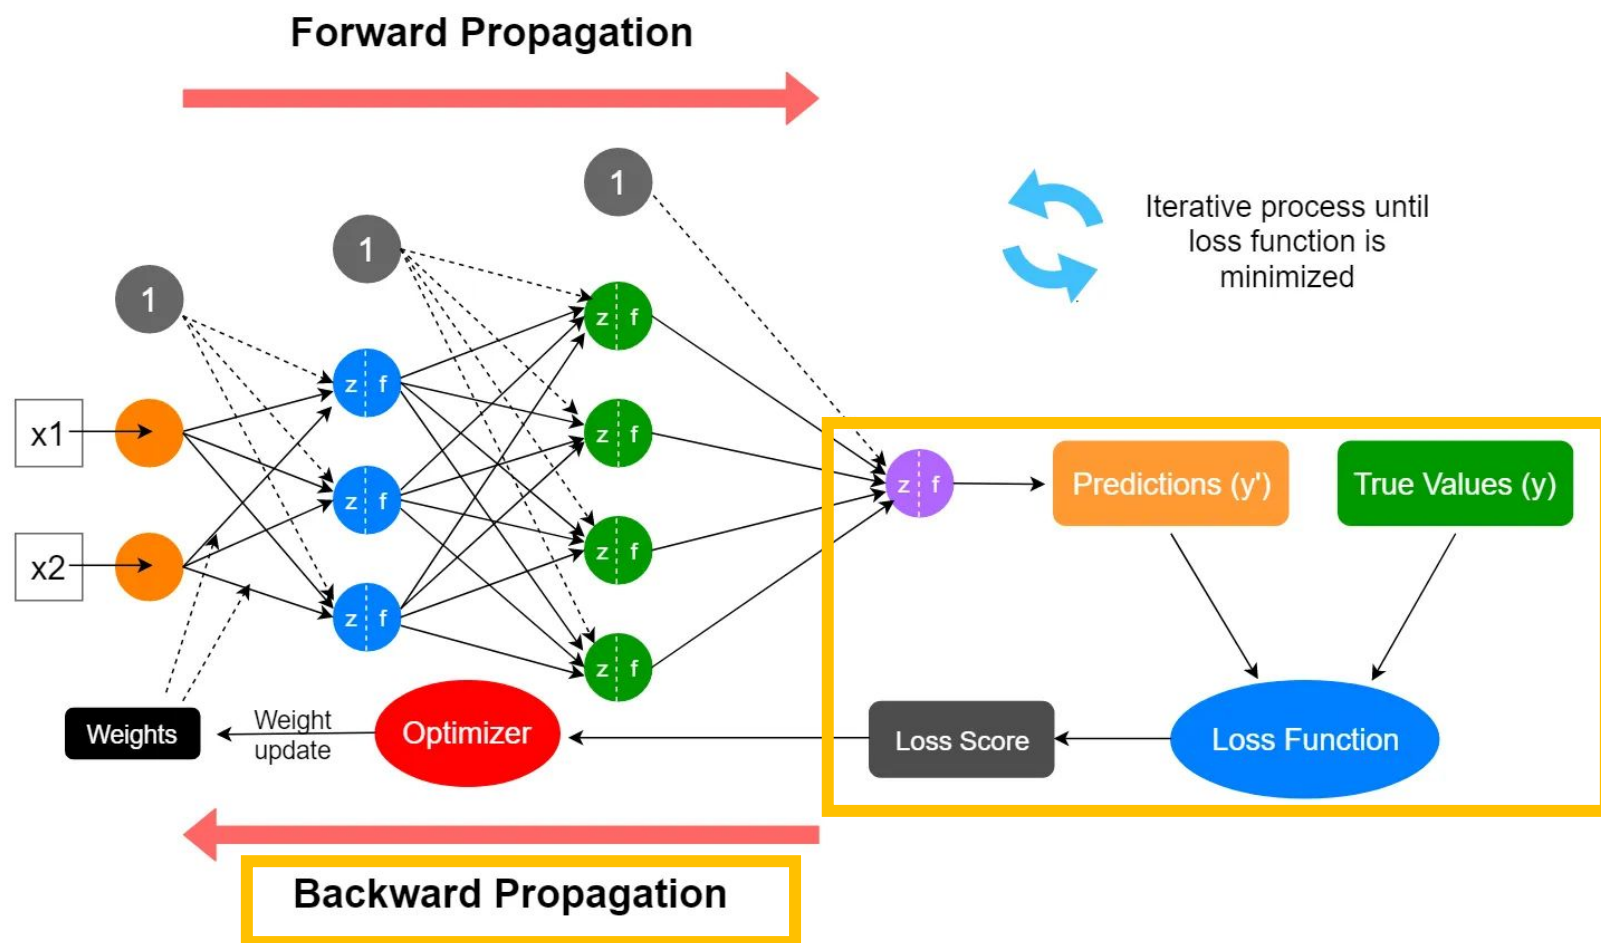 Forward Propagation
1
1
1
Iterative process until
loss function is
minimized
z f
z f
x1
z f
z f
z f
Predictions (y')
True Values (y)
z f
x2
z f
z f
Weights
Weight
update
Optimizer
Loss Score
Loss Function
Backward Propagation